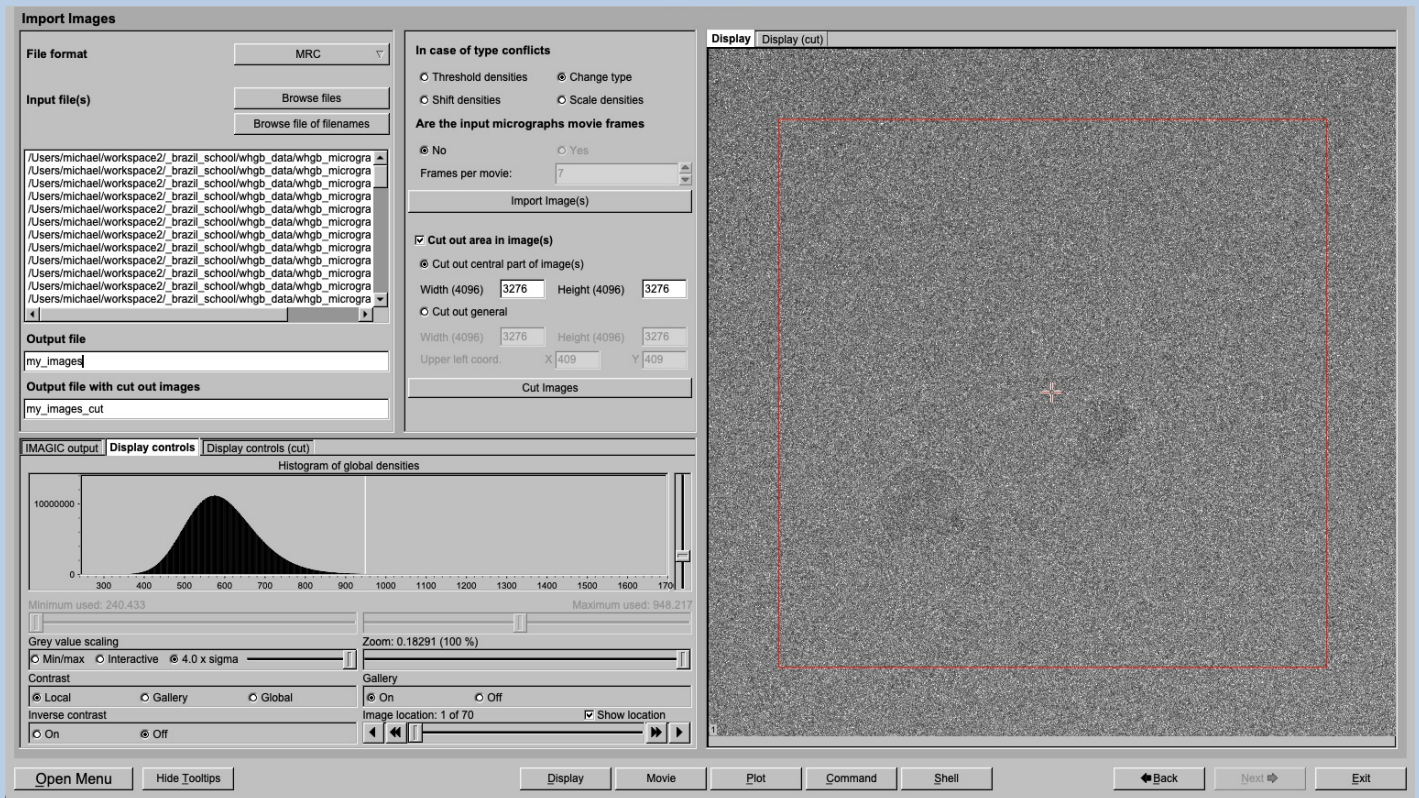 Import Images
File format
MRC
Input file(s)
Browse files
Browse file of filenames
/Users/michael/workspace2/_brazil_school/whgb_data/whgb_microgra
/Users/michael/workspace2/_brazil_school/whgb_data/whgb_microgra
/Users/michael/workspace2/_brazil_school/whgb_data/whgb_microgra
/Users/michael/workspace2/_brazil_school/whgb_data/whgb_microgra
/Users/michael/workspace2/_brazil_school/whgb_data/whgb_microgra
/Users/michael/workspace2/_brazil_school/whgb_data/whgb_microgra
/Users/michael/workspace2/_brazil_school/whgb_data/whgb_microgra
/Users/michael/workspace2/_brazil_school/whgb_data/whgb_microgra
/Users/michael/workspace2/_brazil_school/whgb_data/whgb_microgra
/Users/michael/workspace2/_brazil_school/whgb_data/whgb_microgra
/Users/michael/workspace2/_brazil_school/whgb_data/whgb_microgra
/Users/michael/workspace2/_brazil_school/whgb_data/whgb_microgra
Output file
my_images
Output file with cut out images
my_images_cut
In case of type conflicts
Threshold densities Change type
Shift densities Scale densities
Are the input micrographs movie frames
No Yes
Frames per movie: 7
Import Image(s)
Cut out area in image(s)
Cut out central part of image(s)
Width (4096) 3276 Height (4096) 3276
Cut out general
Width (4096) 3276 Height (4096) 3276
Upper left coord. X 409 Y 409
Cut Images
Display Display (cut)
1
IMAGIC output Display controls Display controls (cut)
Histogram of global densities
10000000
0
300 400 500 600 700 800 900 1000 1100 1200 1300 1400 1500 1600 170
Minimum used: 240.433 Maximum used: 948.217
Grey value scaling Zoom: 0.18291 (100 %)
Min/max Interactive 4.0 x sigma
Contrast Gallery
Local Gallery Global On Off
Inverse contrast Image location: 1 of 70 Show location
On Off
Open Menu Hide Tooltips Display Movie Plot Command Shell Back Next Exit